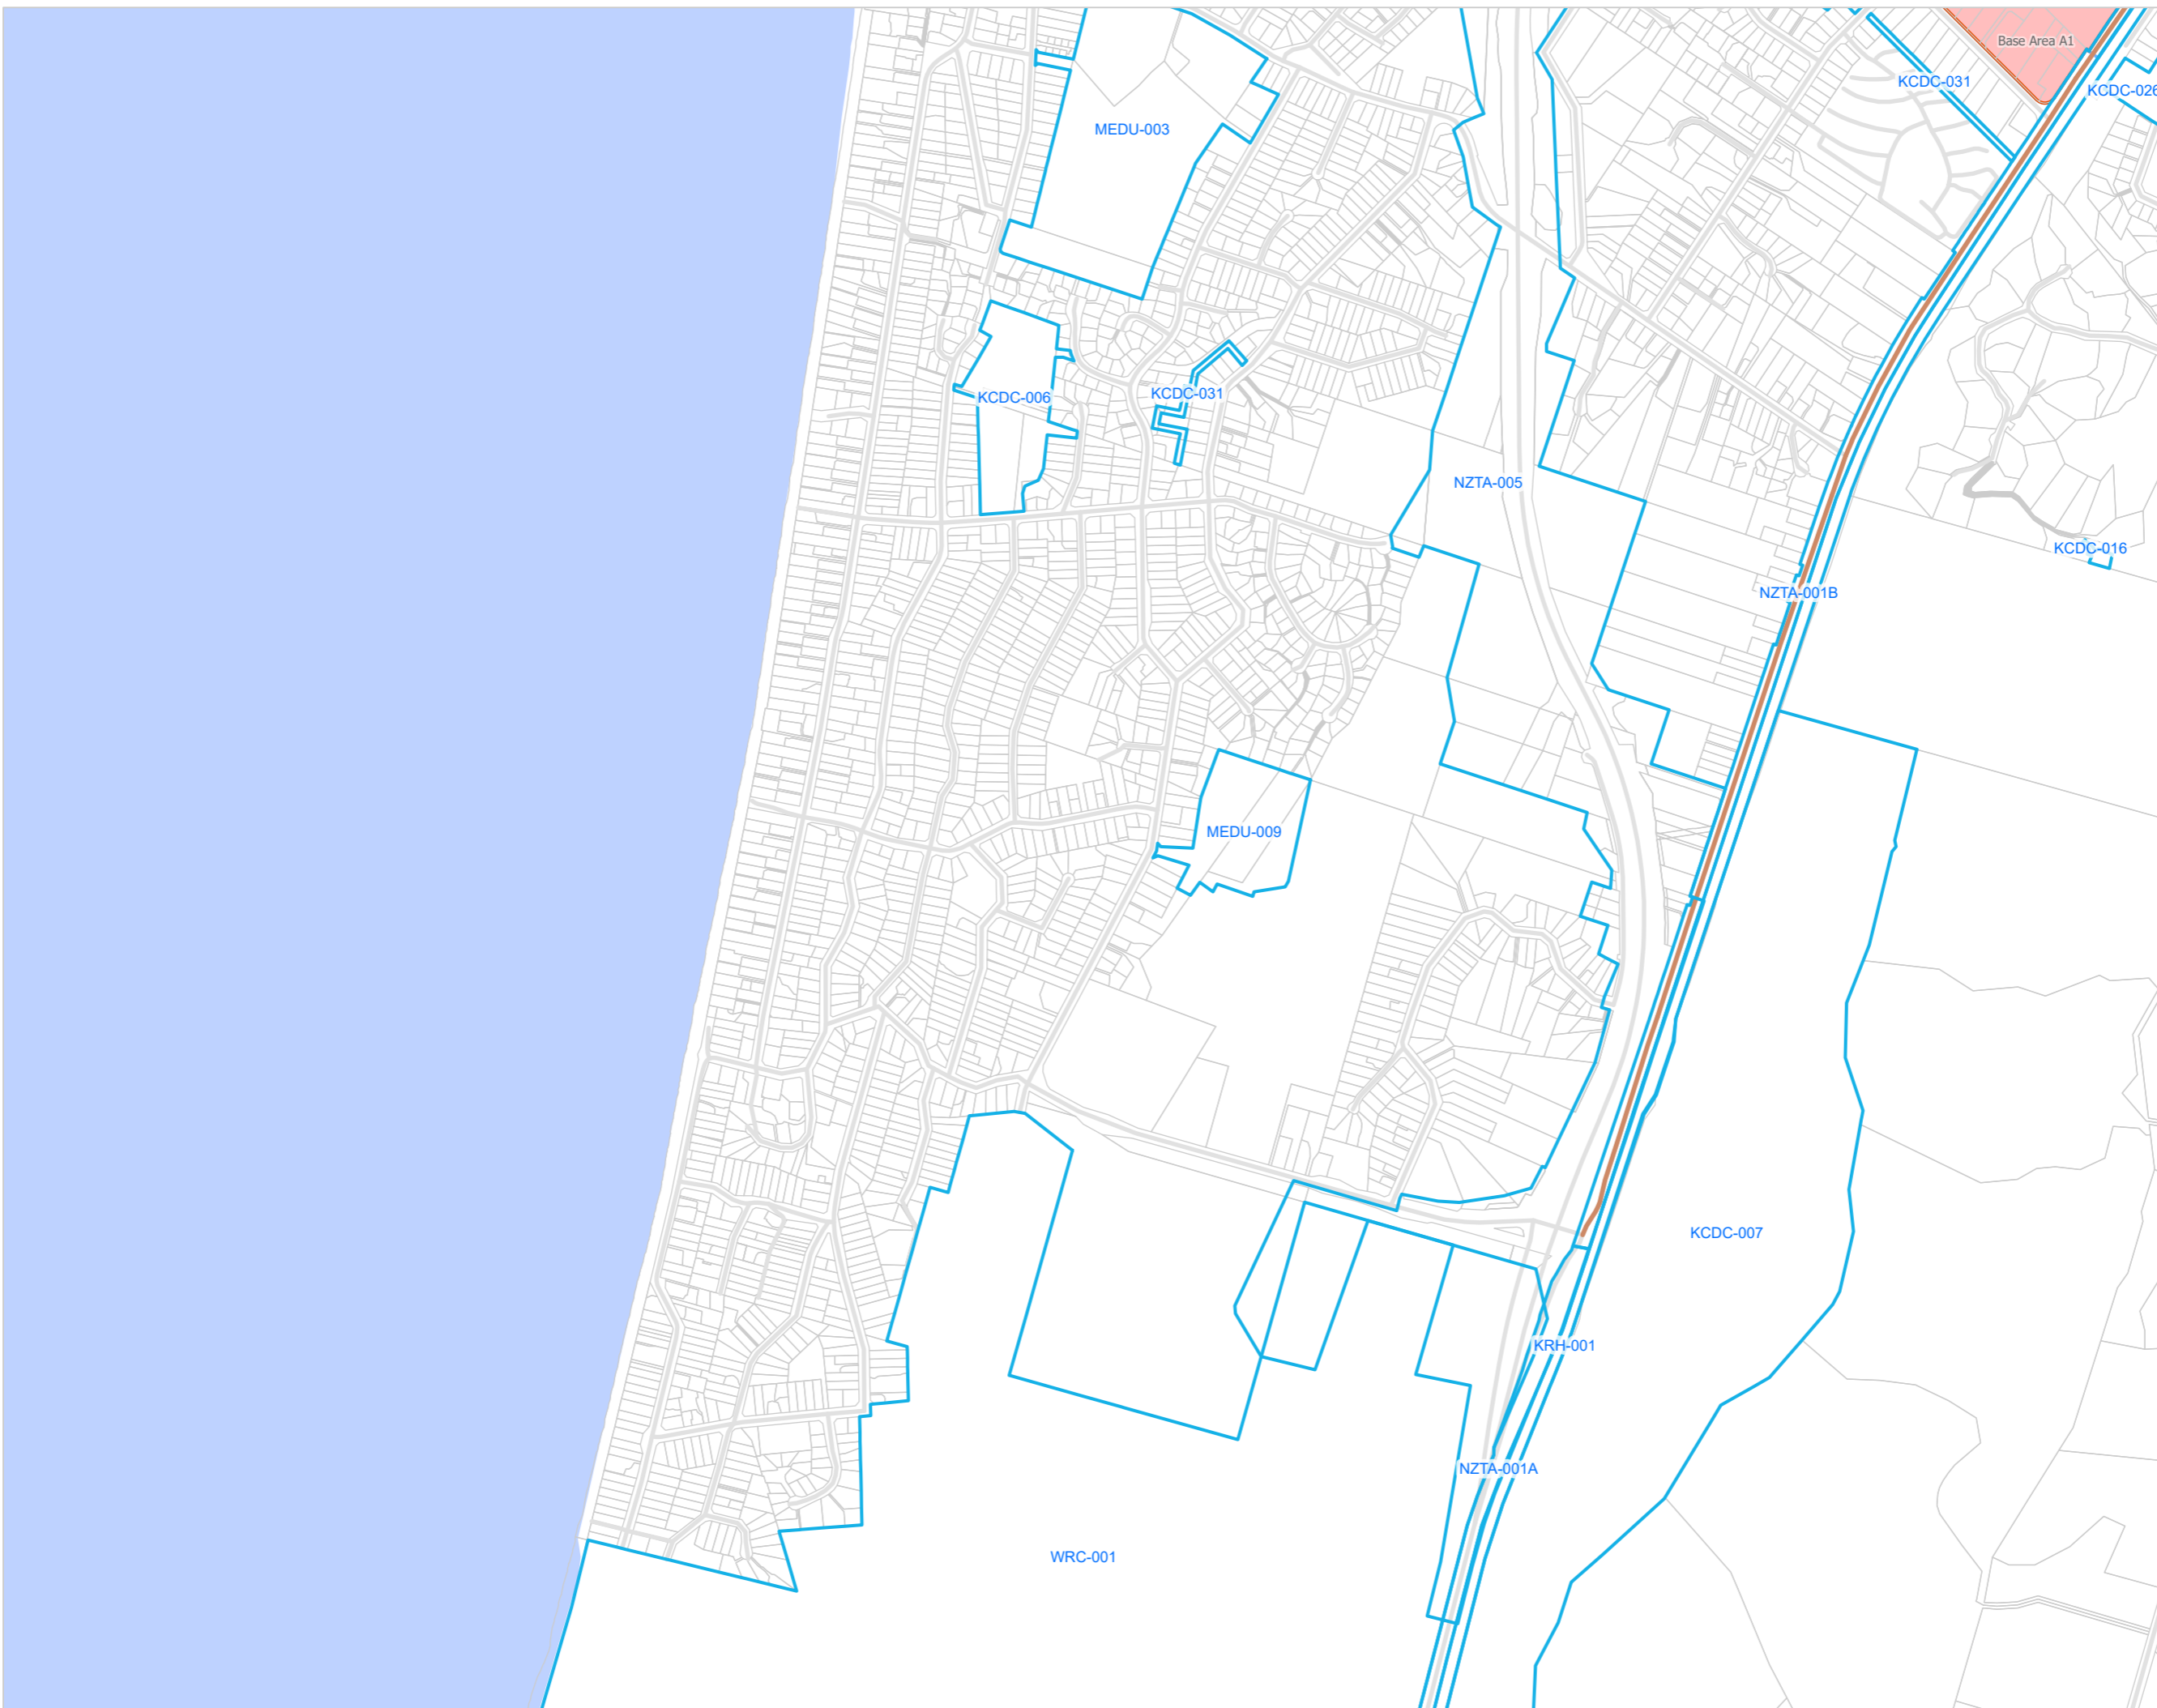 Base Area A1
KCDC-031
KCDC-026
MEDU-003
KCDC-006
KCDC-031
NZTA-005
KCDC-016
NZTA-001B
MEDU-009
KCDC-007
KRH-001
NZTA-001A
WRC-001